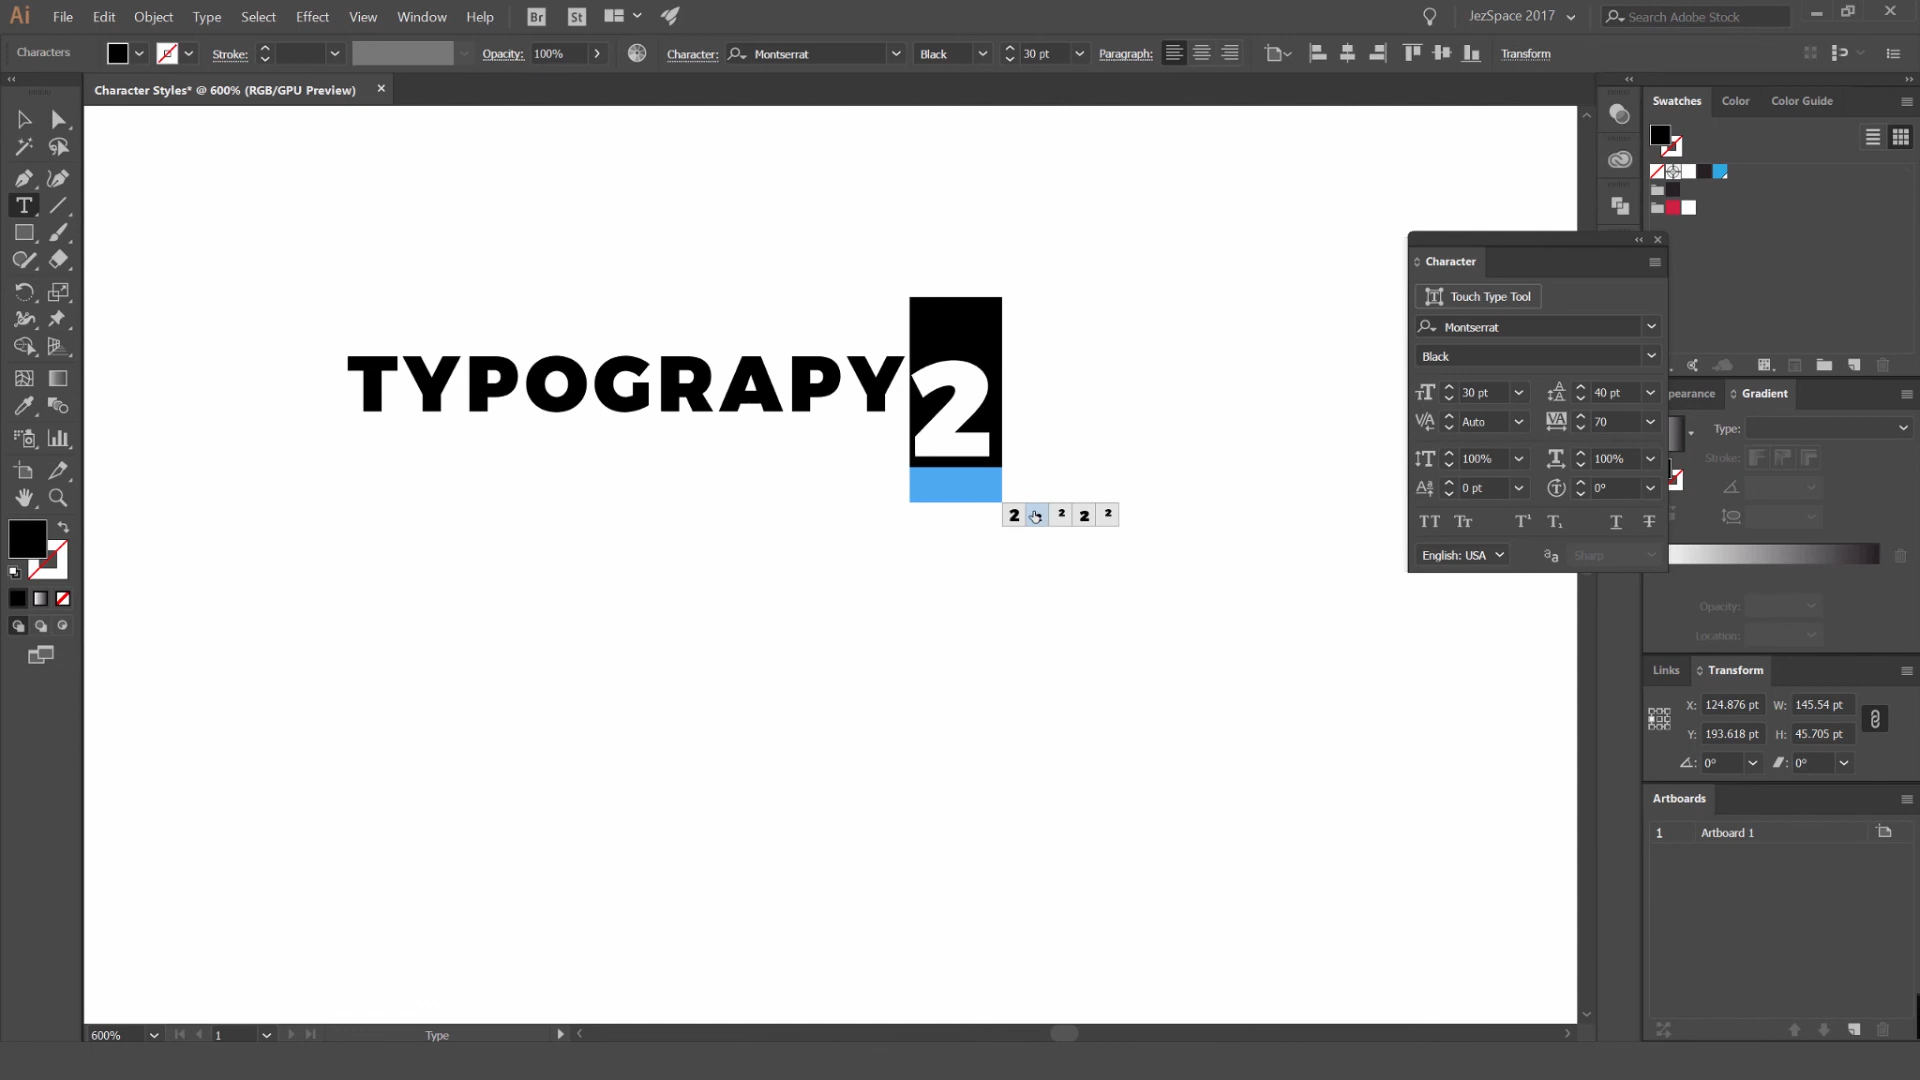 Ai File Edit Object Type Select Effect View Window Help Br St JezSpace 2017 Search Adobe Stock
Characters Stroke: Opacity: 100% Character: Montserrat Black 30 pt Paragraph: Transform
Character Styles* @ 600% (RGB/GPU Preview)
Swatches Color Color Guide
Character
Touch Type Tool
Montserrat
Black
30 pt 40 pt
Auto 70
100% 100%
0 pt 0°
English: USA Sharp
TYPOGRAPY2
2 2 2 2
pearance Gradient
Type:
Stroke:
Opacity:
Location:
Links Transform
X: 124.876 pt W: 145.54 pt
Y: 193.618 pt H: 45.705 pt
0° 0°
Artboards
1 Artboard 1
600% 1 Type